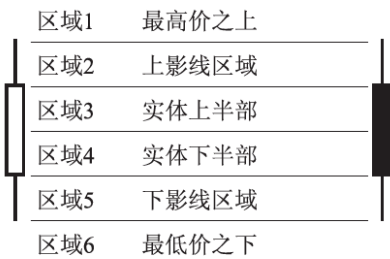 区域1 最高价之上
区域2 上影线区域
区域3 实体上半部
区域4 实体下半部
区域5 下影线区域
区域6 最低价之下